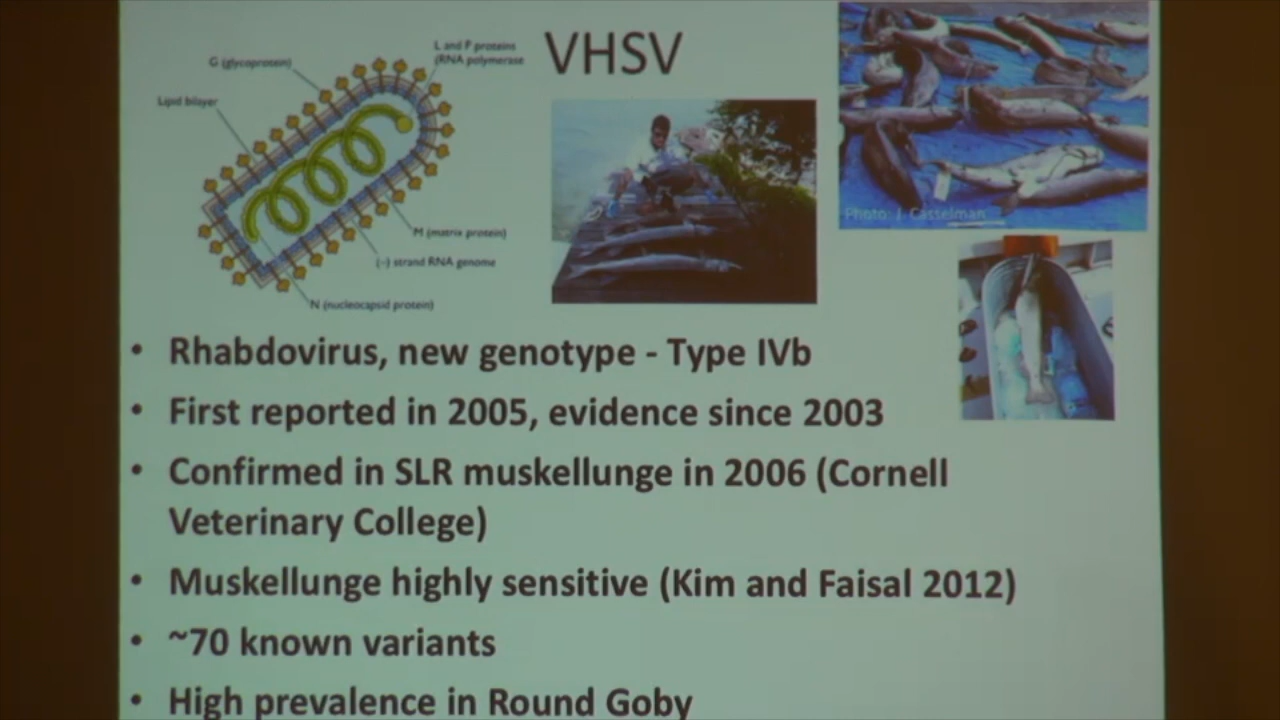 VHSV
G (glycoprotein)
L and P proteins
(RNA polymerase
Lipid bilayer
M (matrix protein)
(-) strand RNA genome
N (nucleocapsid protein)
Photo: J. Casselman
• Rhabdovirus, new genotype - Type IVb
• First reported in 2005, evidence since 2003
• Confirmed in SLR muskellunge in 2006 (Cornell
Veterinary College)
• Muskellunge highly sensitive (Kim and Faisal 2012)
• ~70 known variants
• High prevalence in Round Goby